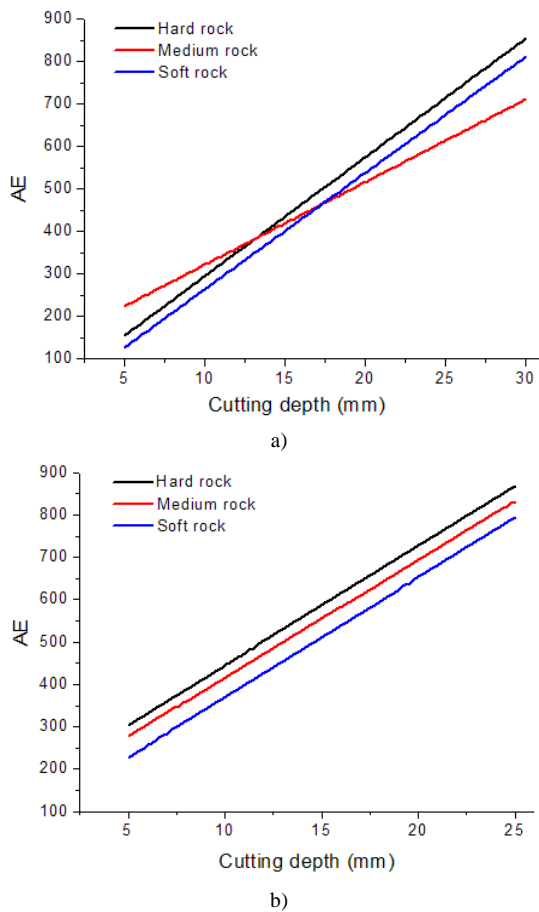 900
800
700
600
500
400
300
200
100
AE
Hard rock
Medium rock
Soft rock
5 10 15 20 25 30
Cutting depth (mm)
a)
900
800
700
600
500
400
300
200
100
AE
Hard rock
Medium rock
Soft rock
5 10 15 20 25
Cutting depth (mm)
b)